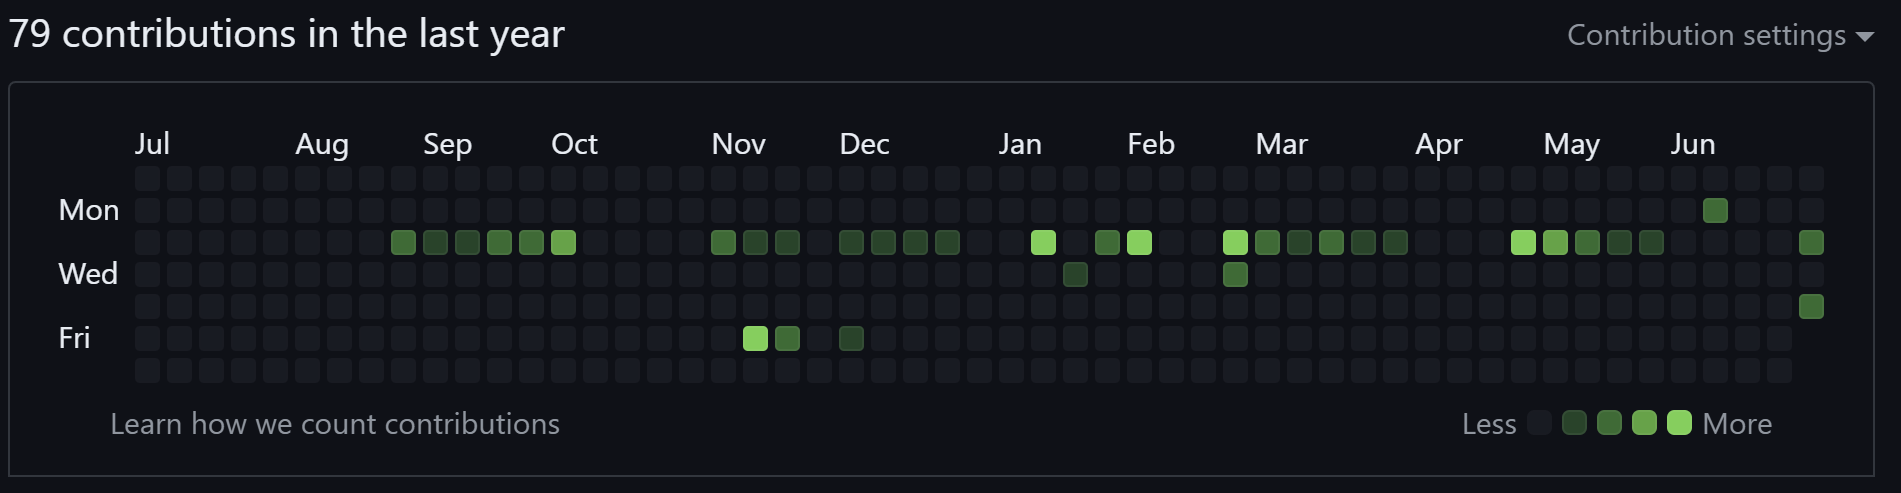 79 contributions in the last year
Contribution settings
Jul Aug Sep Oct Nov Dec Jan Feb Mar Apr May Jun
Mon
Wed
Fri
Learn how we count contributions
Less More